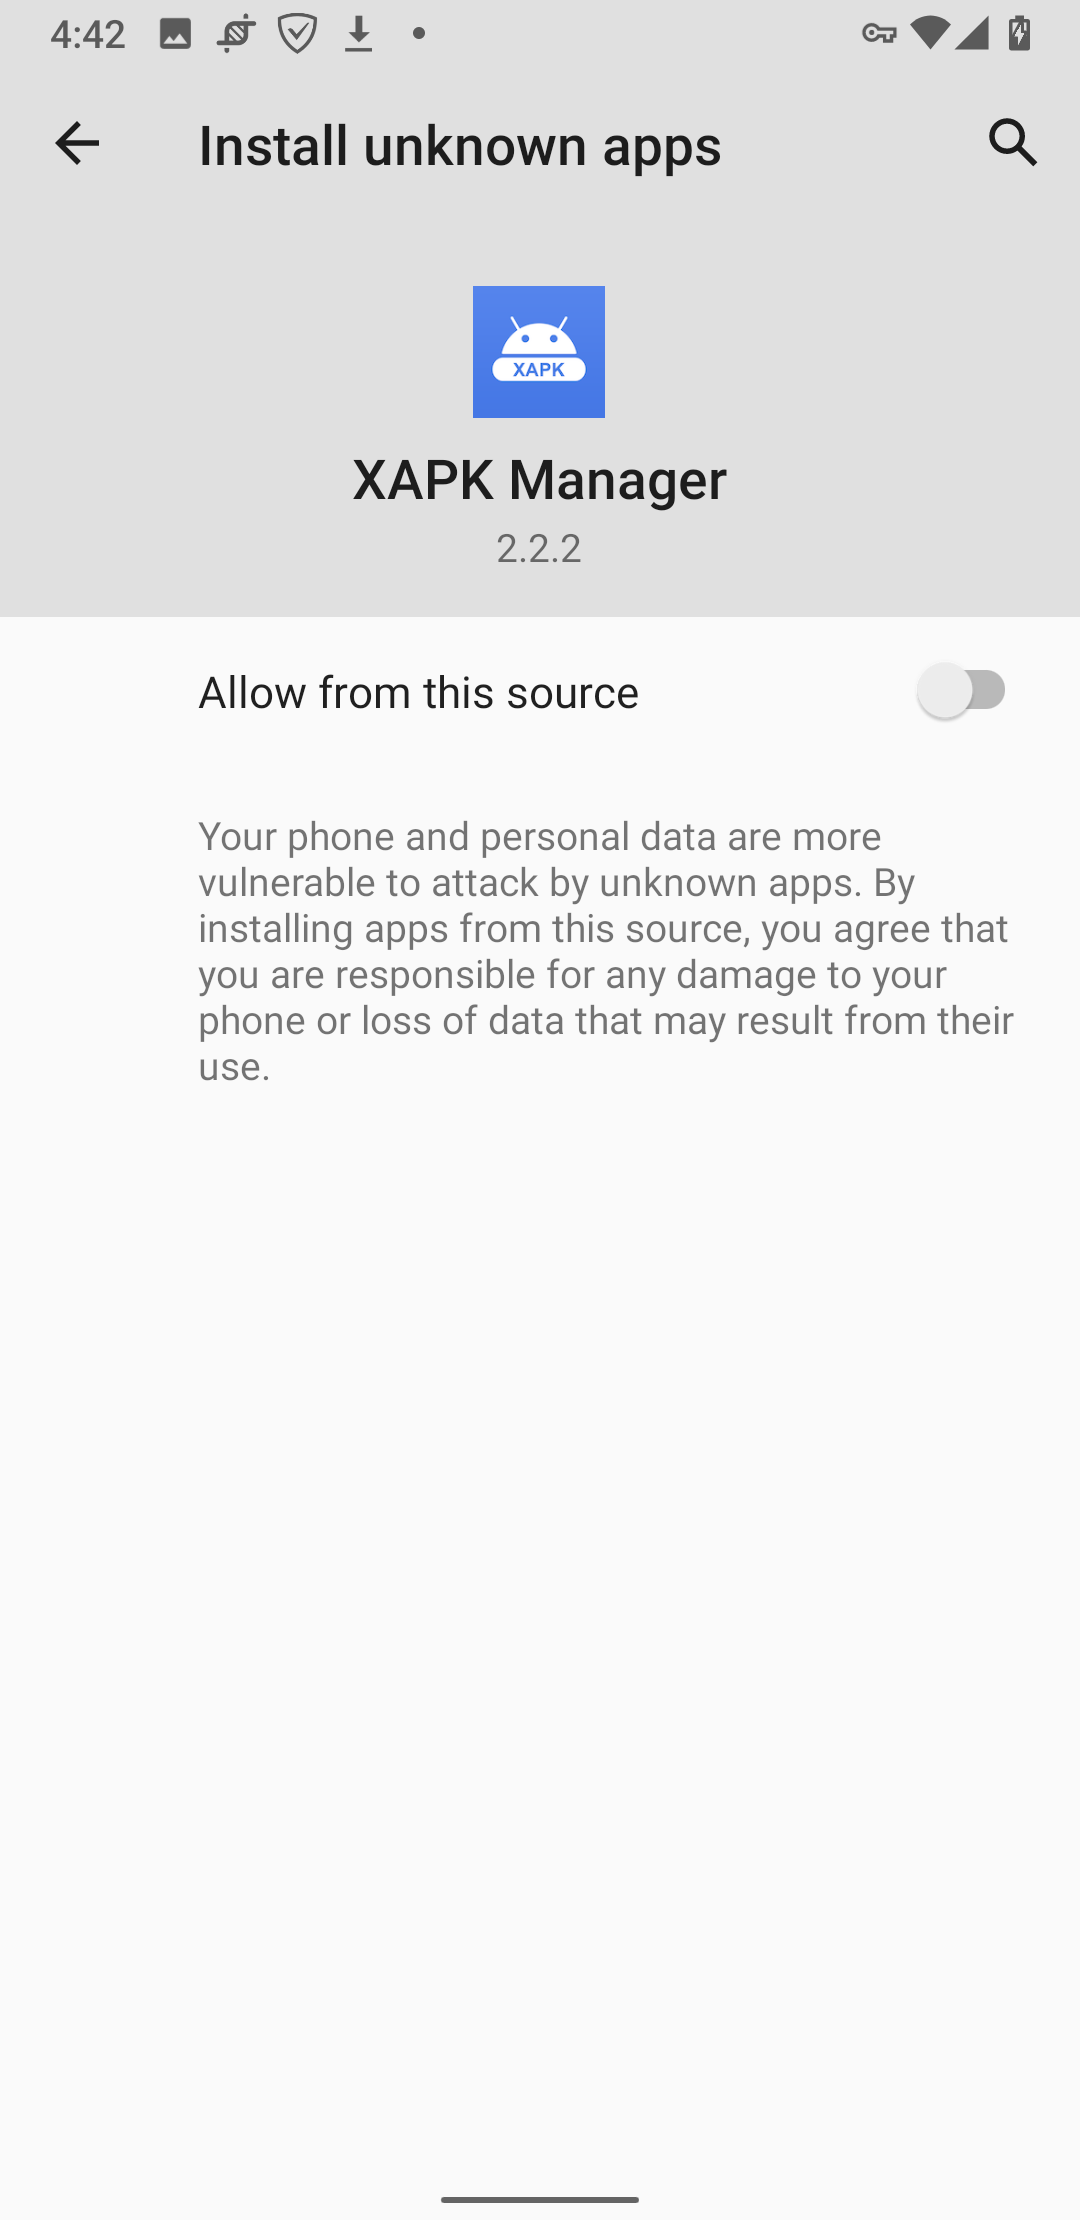 4:42
Install unknown apps
XAPK
XAPK Manager
2.2.2
Allow from this source
Your phone and personal data are more
vulnerable to attack by unknown apps. By
installing apps from this source, you agree that
you are responsible for any damage to your
phone or loss of data that may result from their
use.